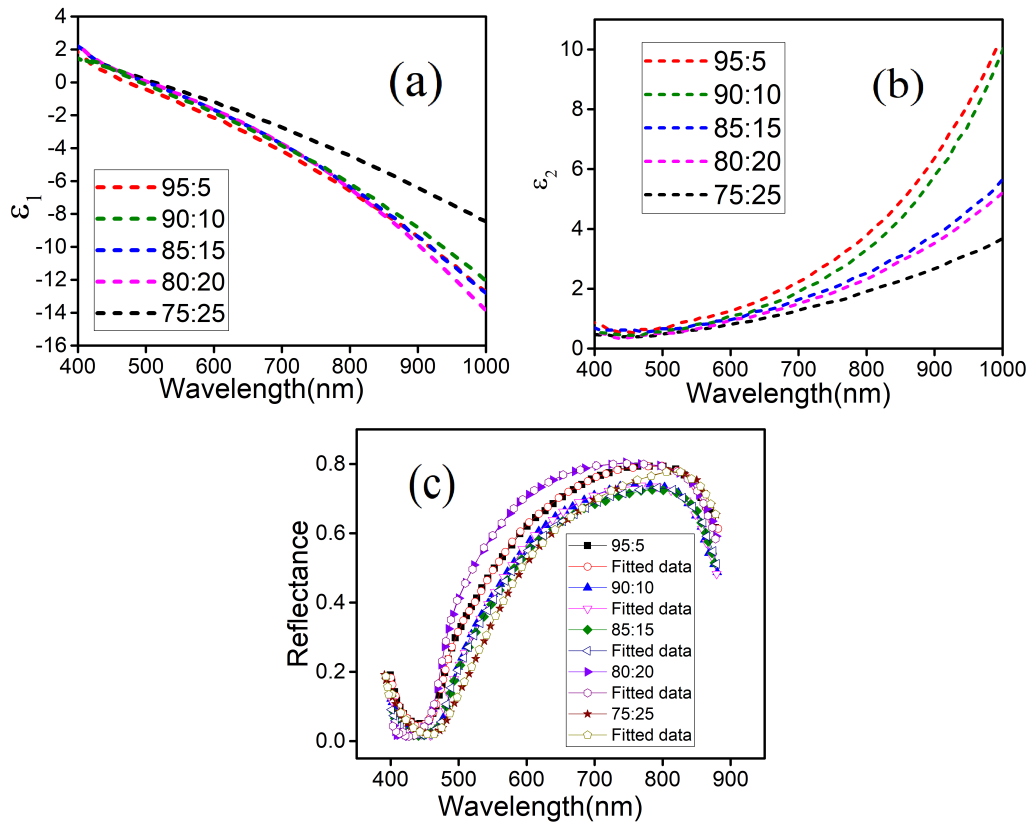 4
2
0
-2
-4
-6
-8
-10
-12
-14
-16
ε1
(a)
95:5
90:10
85:15
80:20
75:25
400 500 600 700 800 900 1000
Wavelength(nm)
10
8
6
4
2
0
ε2
95:5
90:10
85:15
80:20
75:25
(b)
400 500 600 700 800 900 1000
Wavelength(nm)
0.8
0.6
0.4
0.2
0.0
Reflectance
(c)
95:5
Fitted data
90:10
Fitted data
85:15
Fitted data
80:20
Fitted data
75:25
Fitted data
400 500 600 700 800 900
Wavelength(nm)